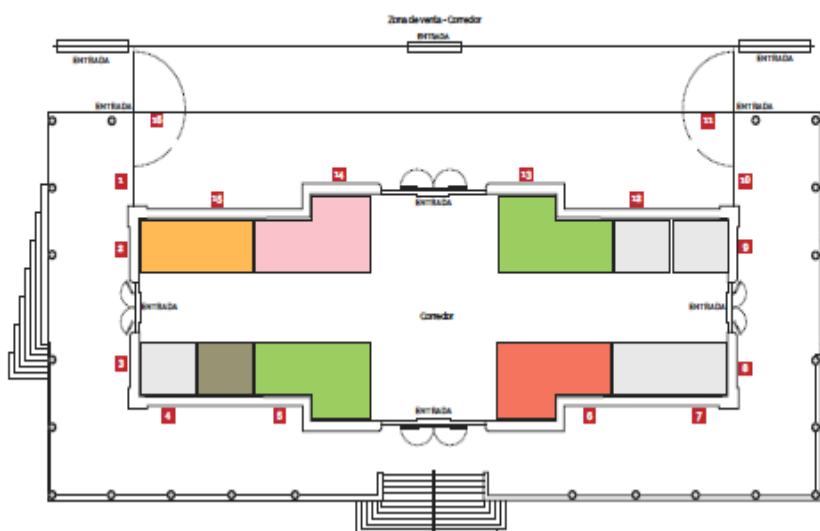 Zona de venta - Corredor
ENTRADA
ENTRADA
ENTRADA
ENTRADA
ENTRADA
16
11
1
14
13
10
15
12
ENTRADA
2
9
ENTRADA
ENTRADA
Corredor
3
8
ENTRADA
4
5
6
7